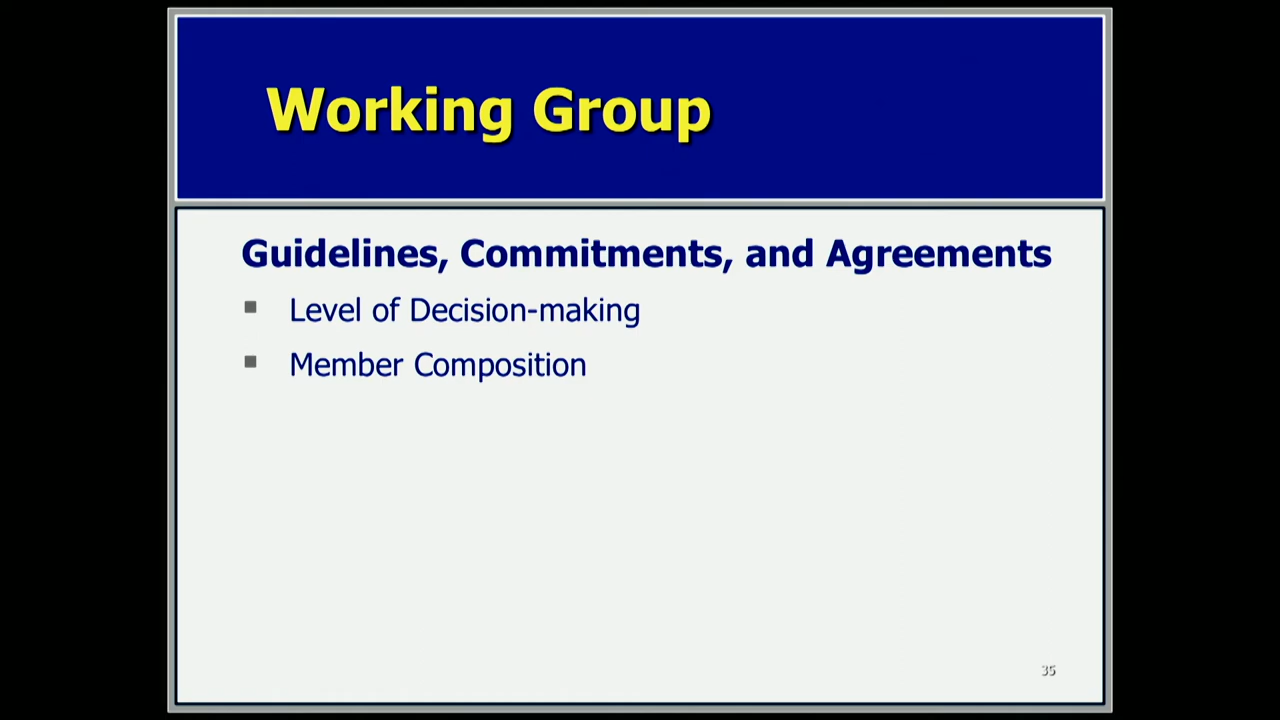 Working Group
Guidelines, Commitments, and Agreements
Level of Decision-making
Member Composition
35